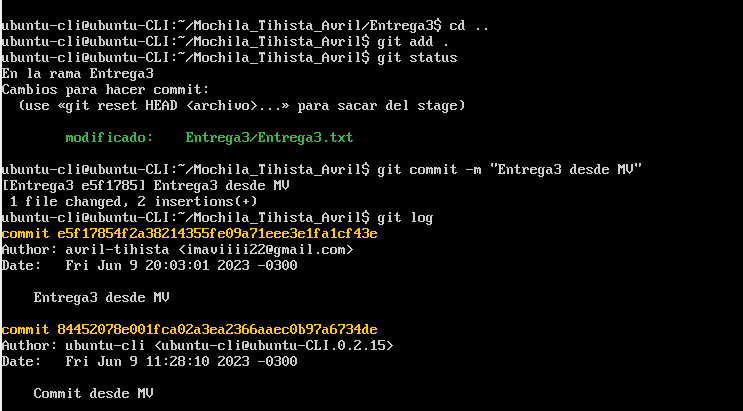 ubuntu-cli@ubuntu-CLI:~/Mochila_Tihista_Avril/Entrega3$ cd ..
ubuntu-cli@ubuntu-CLI:~/Mochila_Tihista_Avril$ git add .
ubuntu-cli@ubuntu-CLI:~/Mochila_Tihista_Avril$ git status
En la rama Entrega3
Cambios para hacer commit:
  (use «git reset HEAD <archivo>...» para sacar del stage)
        modificado:    Entrega3/Entrega3.txt
ubuntu-cli@ubuntu-CLI:~/Mochila_Tihista_Avril$ git commit -m "Entrega3 desde MV"
[Entrega3 e5f1785] Entrega3 desde MV
 1 file changed, 2 insertions(+)
ubuntu-cli@ubuntu-CLI:~/Mochila_Tihista_Avril$ git log
commit e5f17854f2a38214355fe09a71eee3e1fa1cf43e
Author: avril-tihista <imaviiii22@gmail.com>
Date:   Fri Jun 9 20:03:01 2023 -0300
    Entrega3 desde MV
commit 84452078e001fca02a3ea2366aaec0b97a6734de
Author: ubuntu-cli <ubuntu-cli@ubuntu-CLI.0.2.15>
Date:   Fri Jun 9 11:28:10 2023 -0300
    Commit desde MV